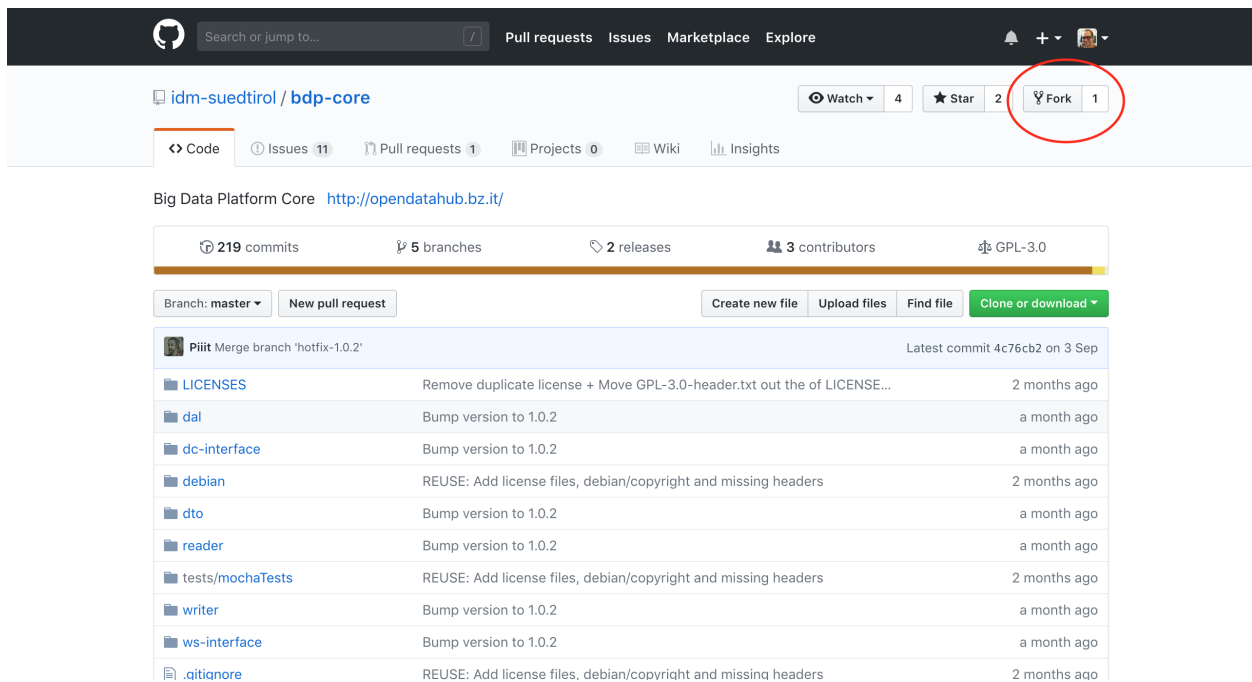 Search or jump to... / Pull requests Issues Marketplace Explore
idm-suedtirol / bdp-core Watch 4 Star 2 Fork 1
Code Issues 11 Pull requests 1 Projects 0 Wiki Insights
Big Data Platform Core http://opendatahub.bz.it/
219 commits 5 branches 2 releases 3 contributors GPL-3.0
Branch: master New pull request Create new file Upload files Find file Clone or download
Piiit Merge branch 'hotfix-1.0.2' Latest commit 4c76cb2 on 3 Sep
LICENSES Remove duplicate license + Move GPL-3.0-header.txt out the of LICENSE... 2 months ago
dal Bump version to 1.0.2 a month ago
dc-interface Bump version to 1.0.2 a month ago
debian REUSE: Add license files, debian/copyright and missing headers 2 months ago
dto Bump version to 1.0.2 a month ago
reader Bump version to 1.0.2 a month ago
tests/mochaTests REUSE: Add license files, debian/copyright and missing headers 2 months ago
writer Bump version to 1.0.2 a month ago
ws-interface Bump version to 1.0.2 a month ago
.gitignore REUSE: Add license files, debian/copyright and missing headers 2 months ago